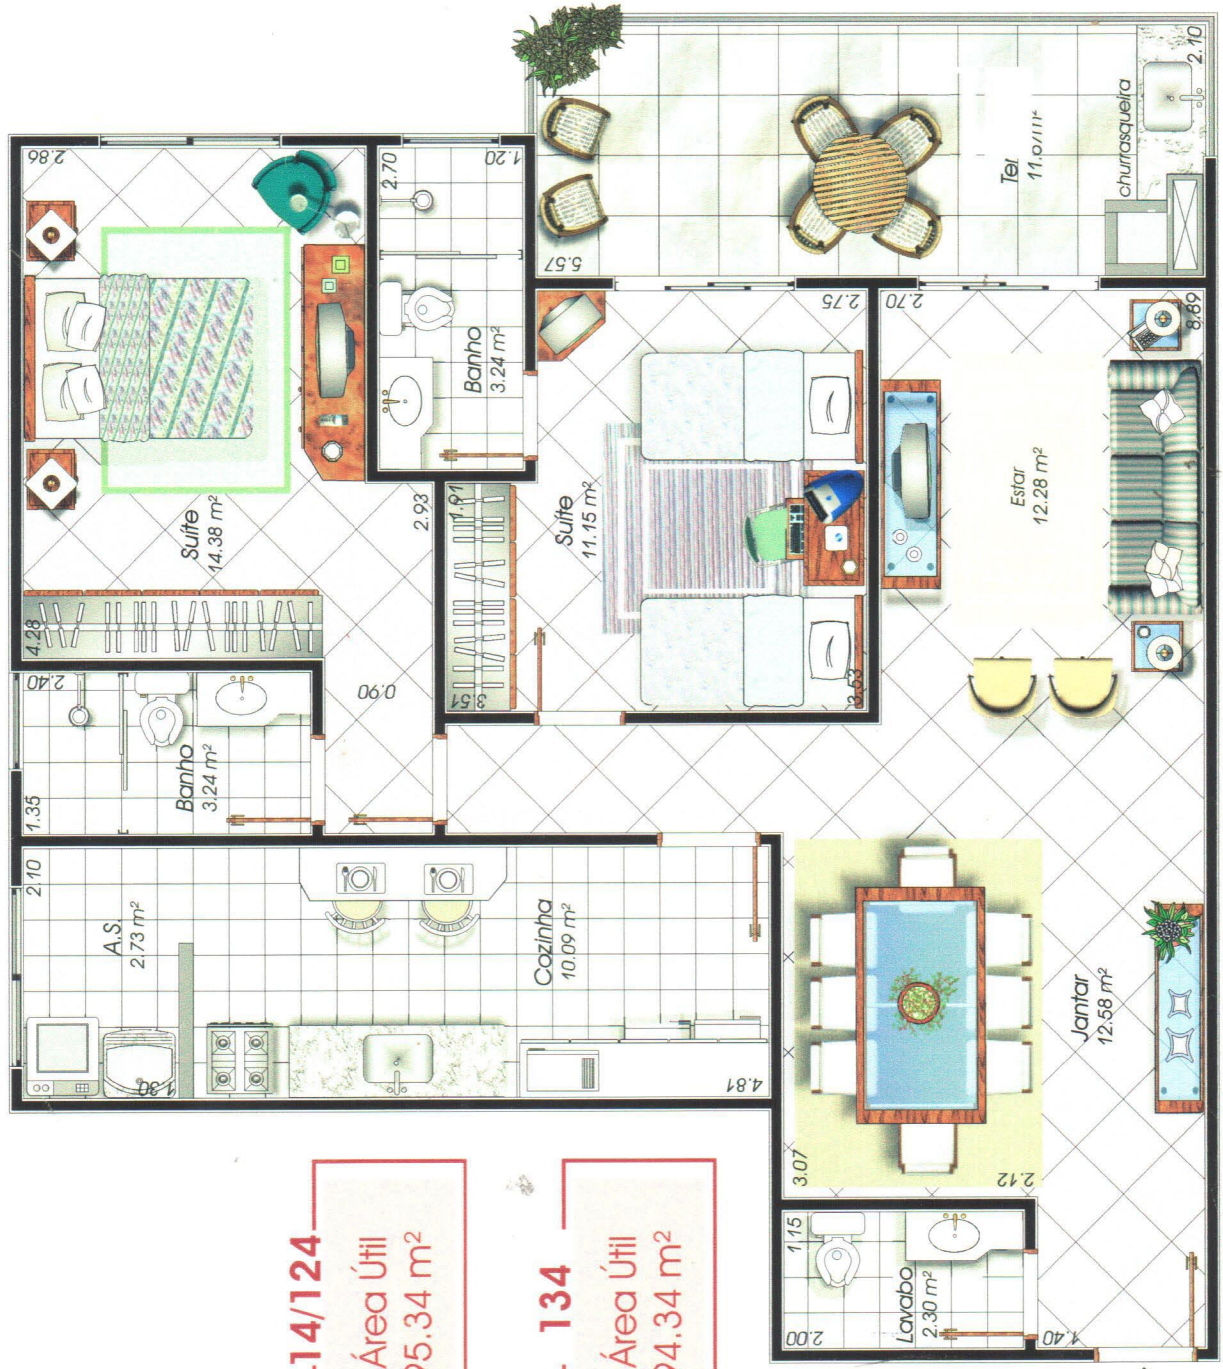 2.86
Suíte
14.38 m²
4.28
2.93
2.70
1.20
Banho
3.24 m²
5.57
11.
churrasqueira
2.10
2.75
1.91
Suíte
11.15 m²
3.51
3.53
2.70
8.89
Estar
12.28 m²
2.40
1.35
Banho
3.24 m²
0.90
2.10
A.S.
2.73 m²
1.30
Cozinha
10.09 m²
4.81
3.07
2.12
Jantar
12.58 m²
1.15
2.00
Lavabo
2.30 m²
1.40
14/124
Área Útil
95.34 m²
134
Área Útil
94.34 m²